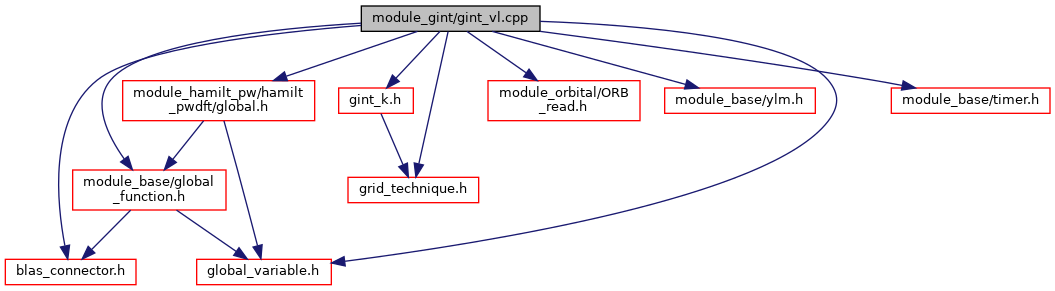 module_gint/gint_vl.cpp
module_hamilt_pw/hamilt
_pwdft/global.h
gint_k.h
module_orbital/ORB
_read.h
module_base/ylm.h
module_base/timer.h
module_base/global
_function.h
grid_technique.h
blas_connector.h
global_variable.h